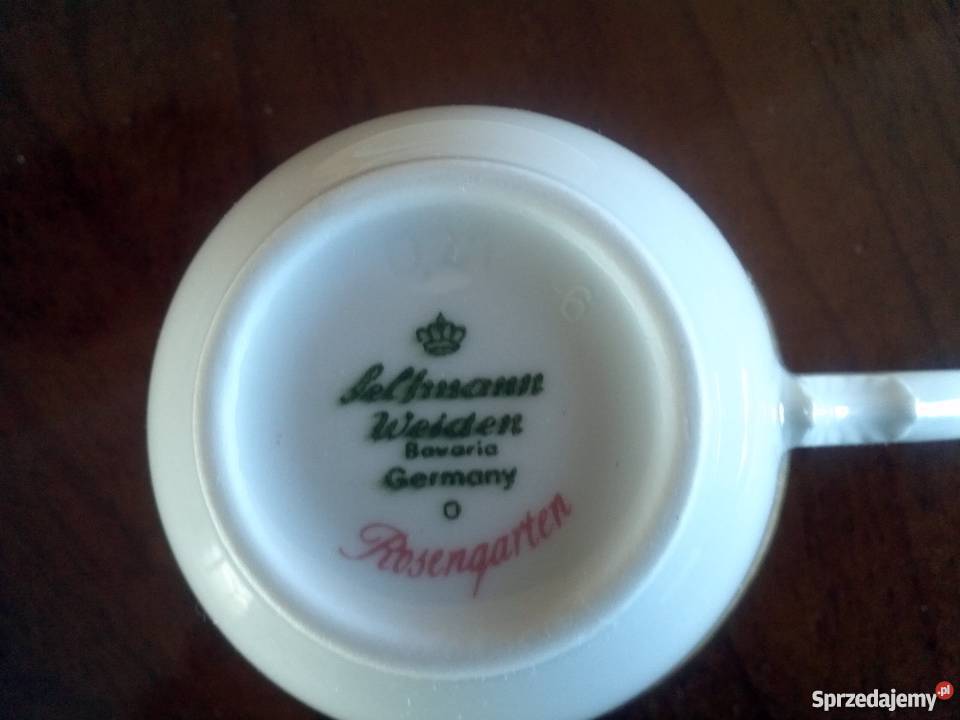 Seltmann
Weiden
Bavaria
Germany
0
Rosengarten
Sprzedajemy.pl